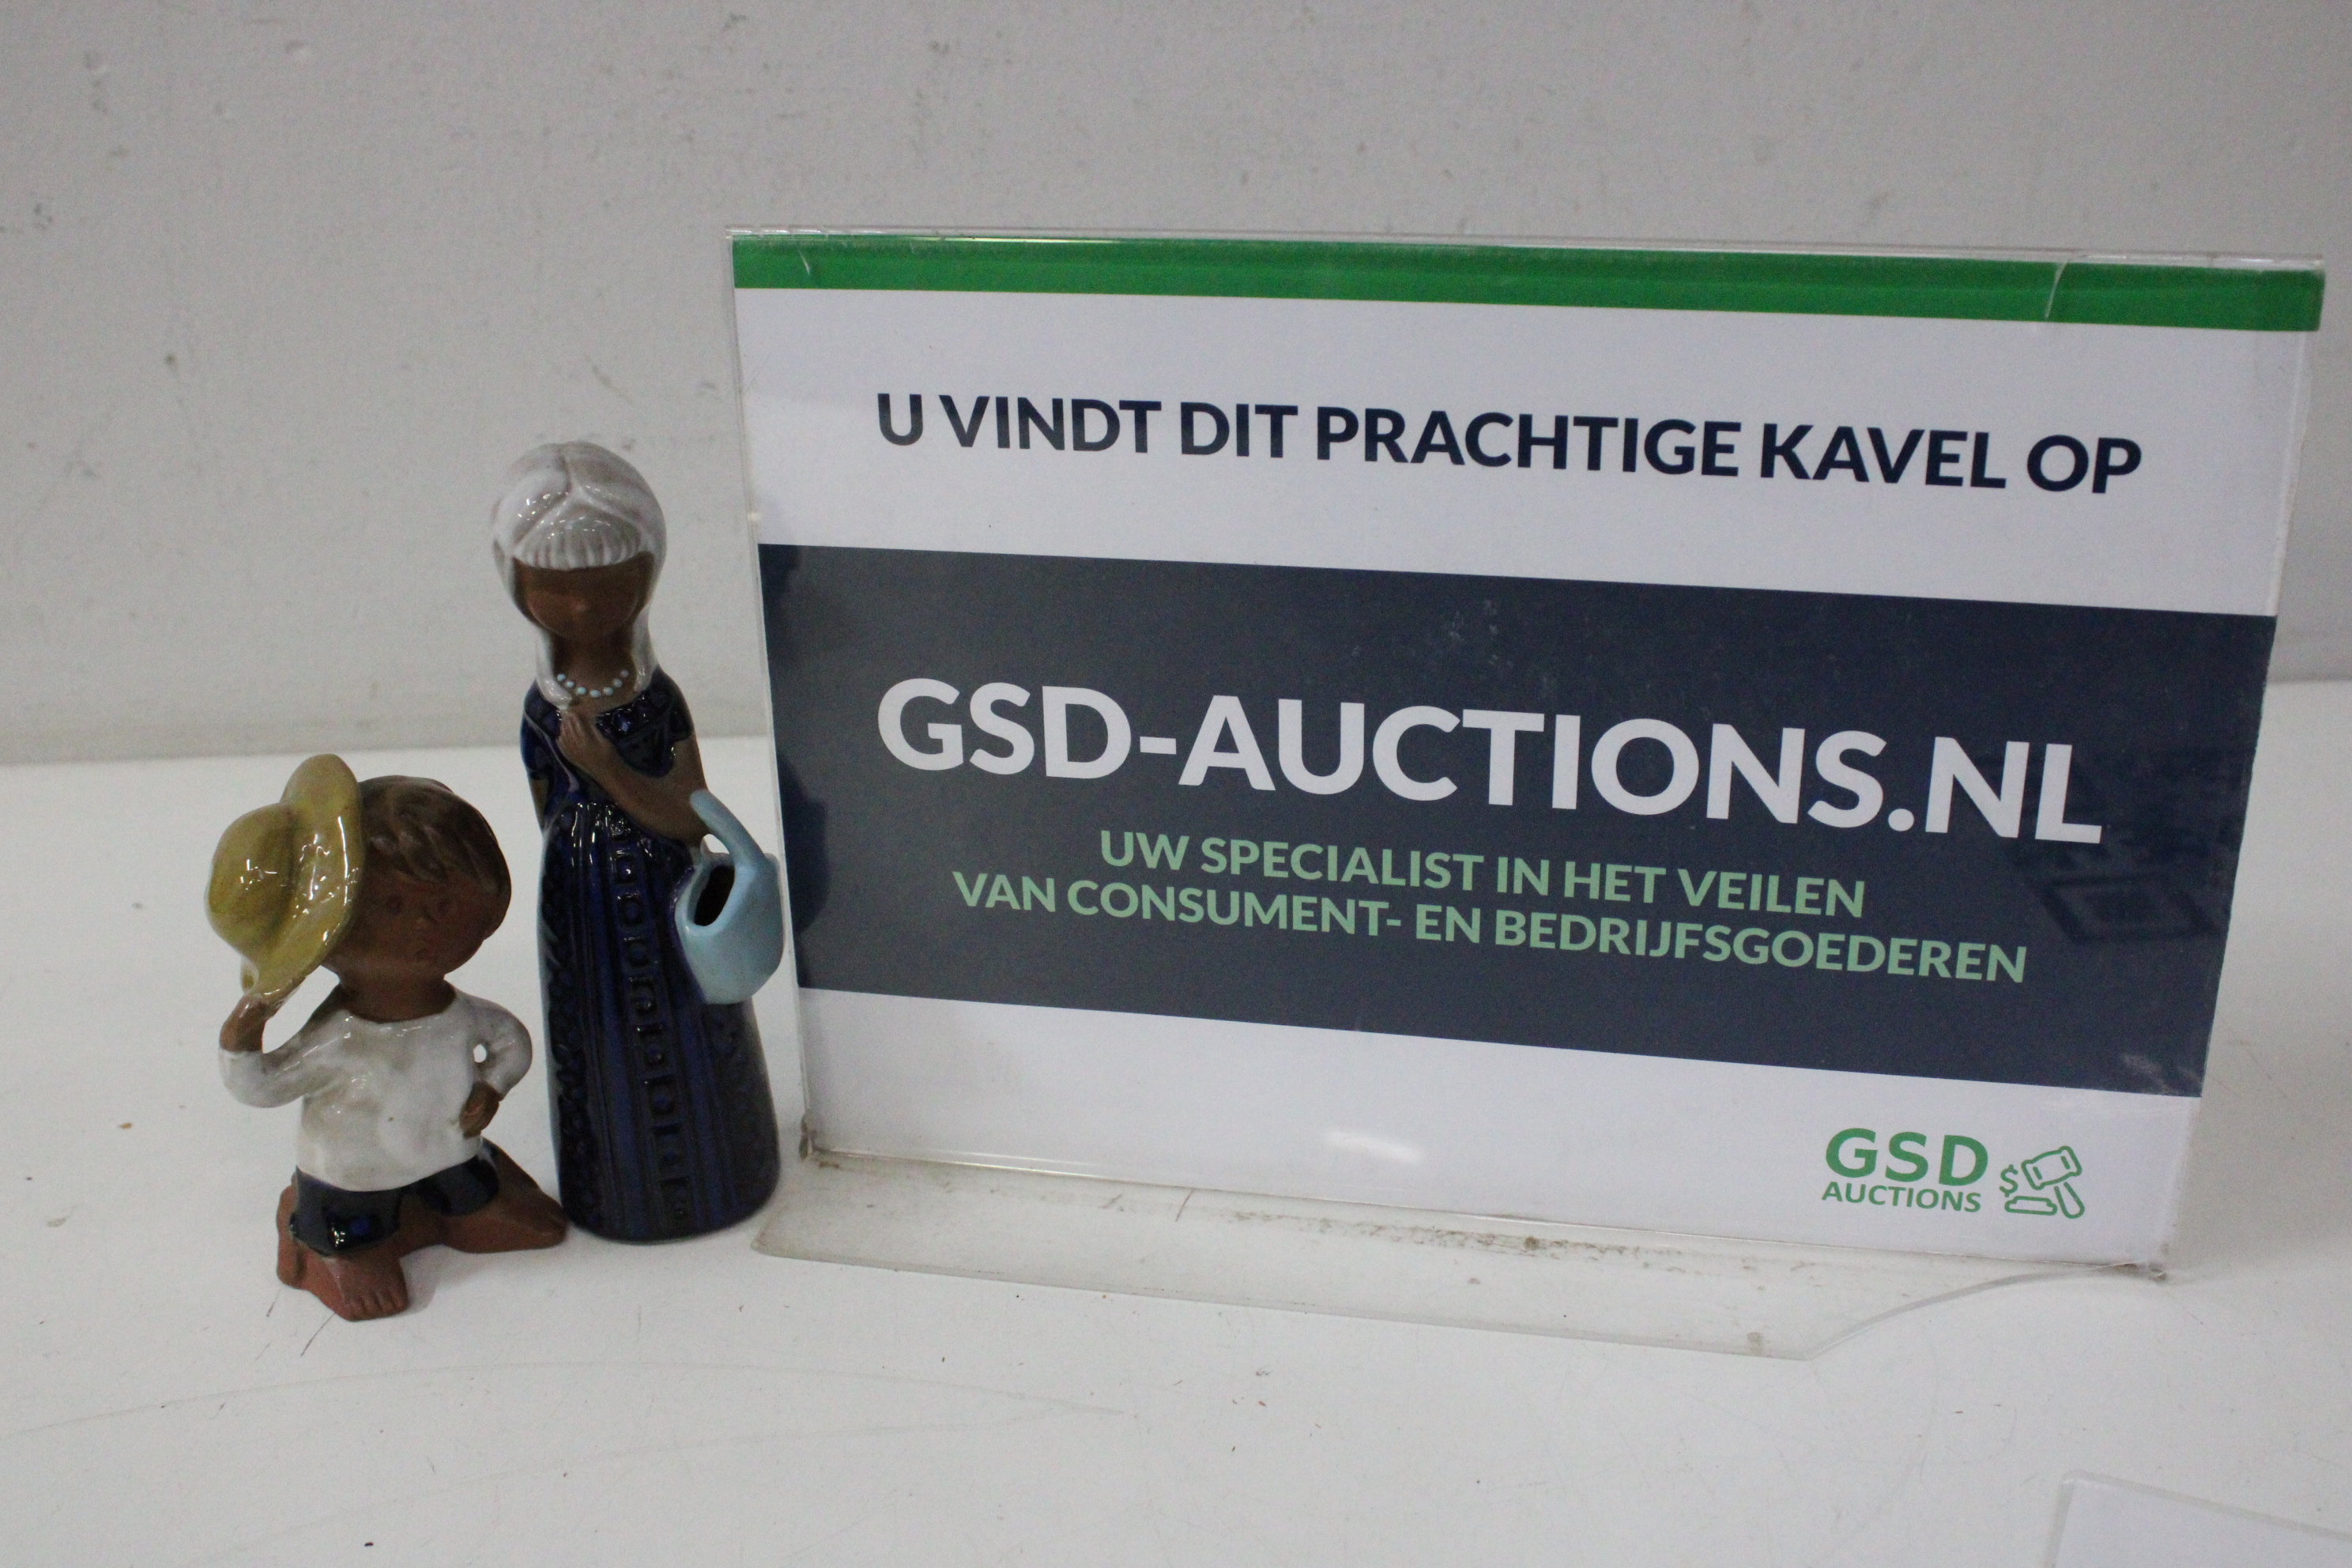 U VINDT DIT PRACHTIGE KAVEL OP
GSD-AUCTIONS.NL
UW SPECIALIST IN HET VEILEN
VAN CONSUMENT- EN BEDRIJFSGOEDEREN
GSD
AUCTIONS
$